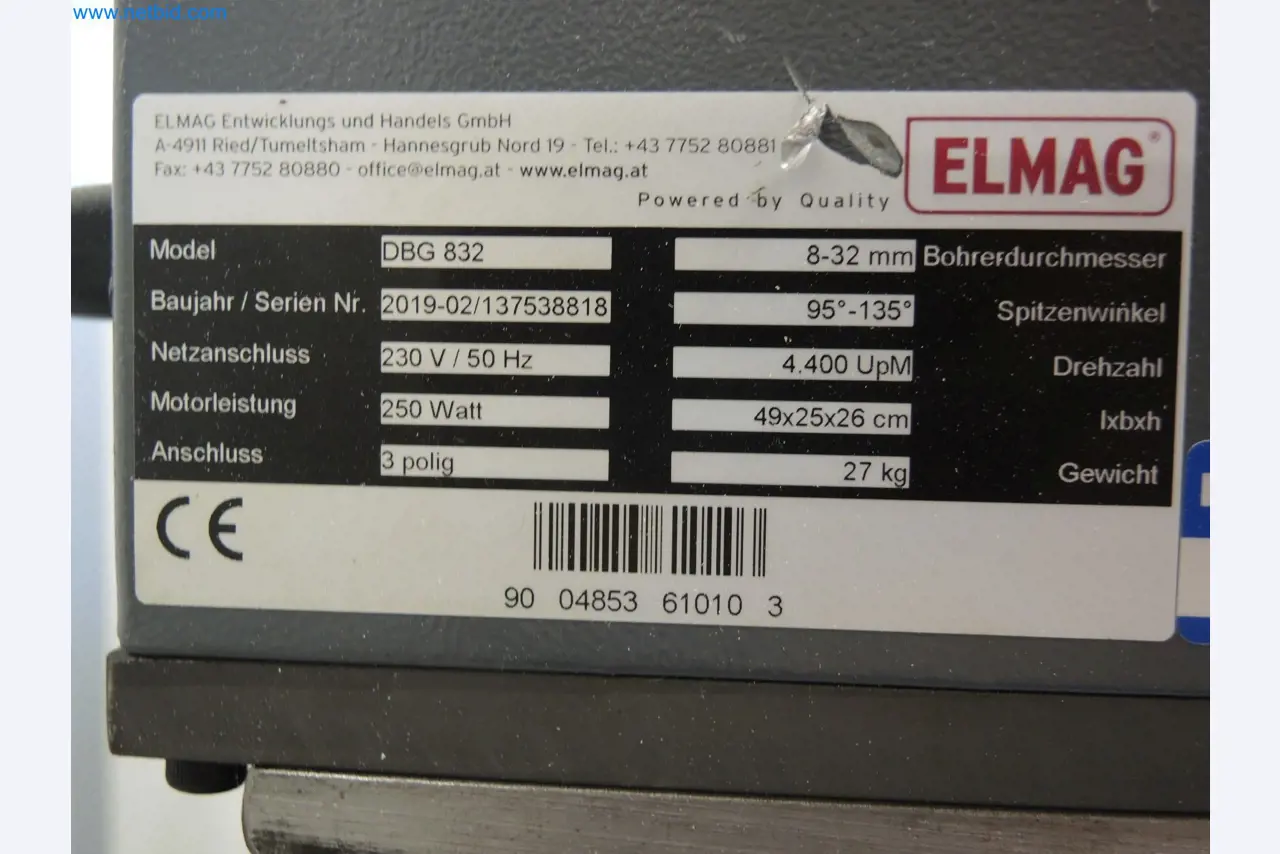 www.netbid.com
ELMAG Entwicklungs und Handels GmbH
A-4911 Ried/Tumeltsham - Hannesgrub Nord 19 - Tel.: +43 7752 80881
Fax: +43 7752 80880 - office@elmag.at - www.elmag.at
Powered by Quality
ELMAG®
Model DBG 832 8-32 mm Bohrerdurchmesser
Baujahr / Serien Nr. 2019-02/137538818 95°-135° Spitzenwinkel
Netzanschluss 230 V / 50 Hz 4.400 UpM Drehzahl
Motorleistung 250 Watt 49x25x26 cm lxbxh
Anschluss 3 polig 27 kg Gewicht
CE
90 04853 61010 3